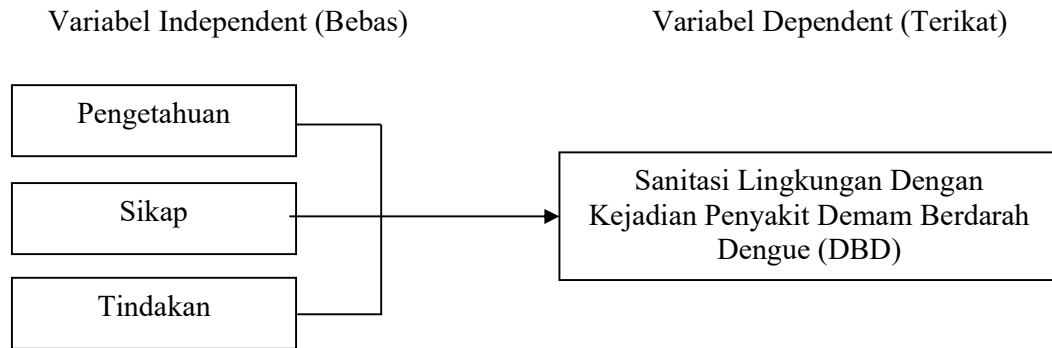 Variabel Independent (Bebas)
Variabel Dependent (Terikat)
Pengetahuan
Sikap
Tindakan
Sanitasi Lingkungan Dengan
Kejadian Penyakit Demam Berdarah
Dengue (DBD)